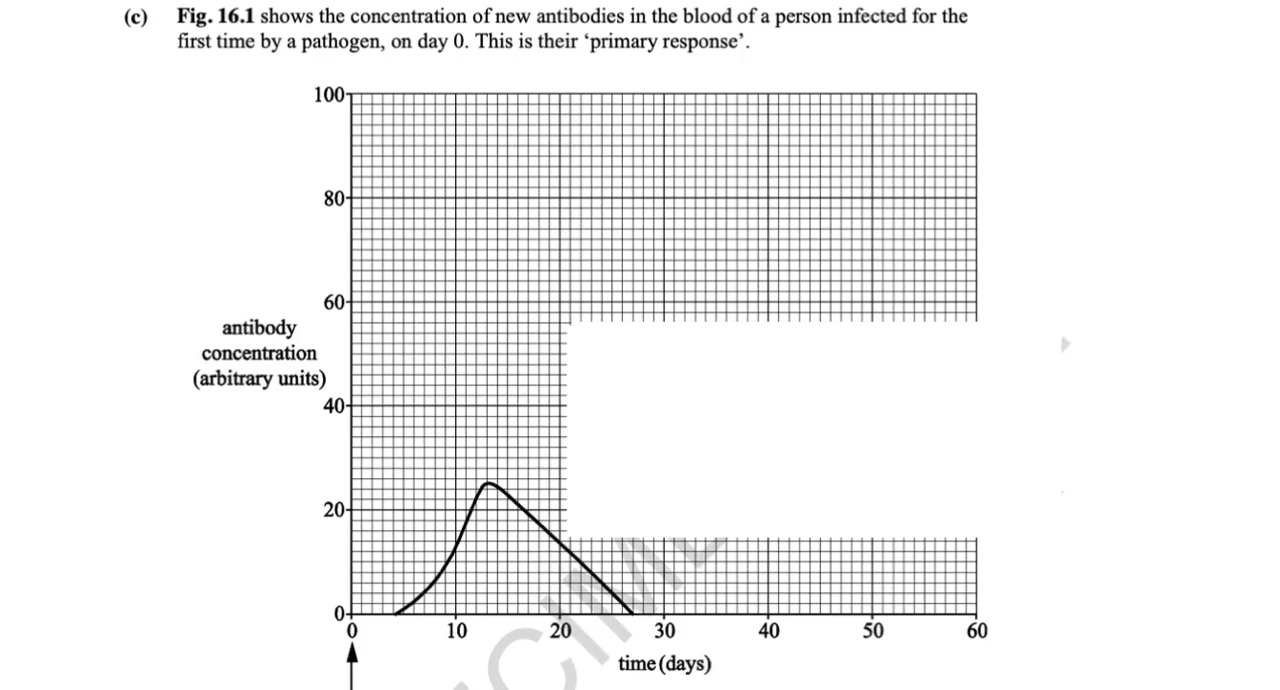 (c) Fig. 16.1 shows the concentration of new antibodies in the blood of a person infected for the
first time by a pathogen, on day 0. This is their ‘primary response’.
100
80
60
antibody
concentration
(arbitrary units)
40
20
0
0 10 20 30 40 50 60
time (days)